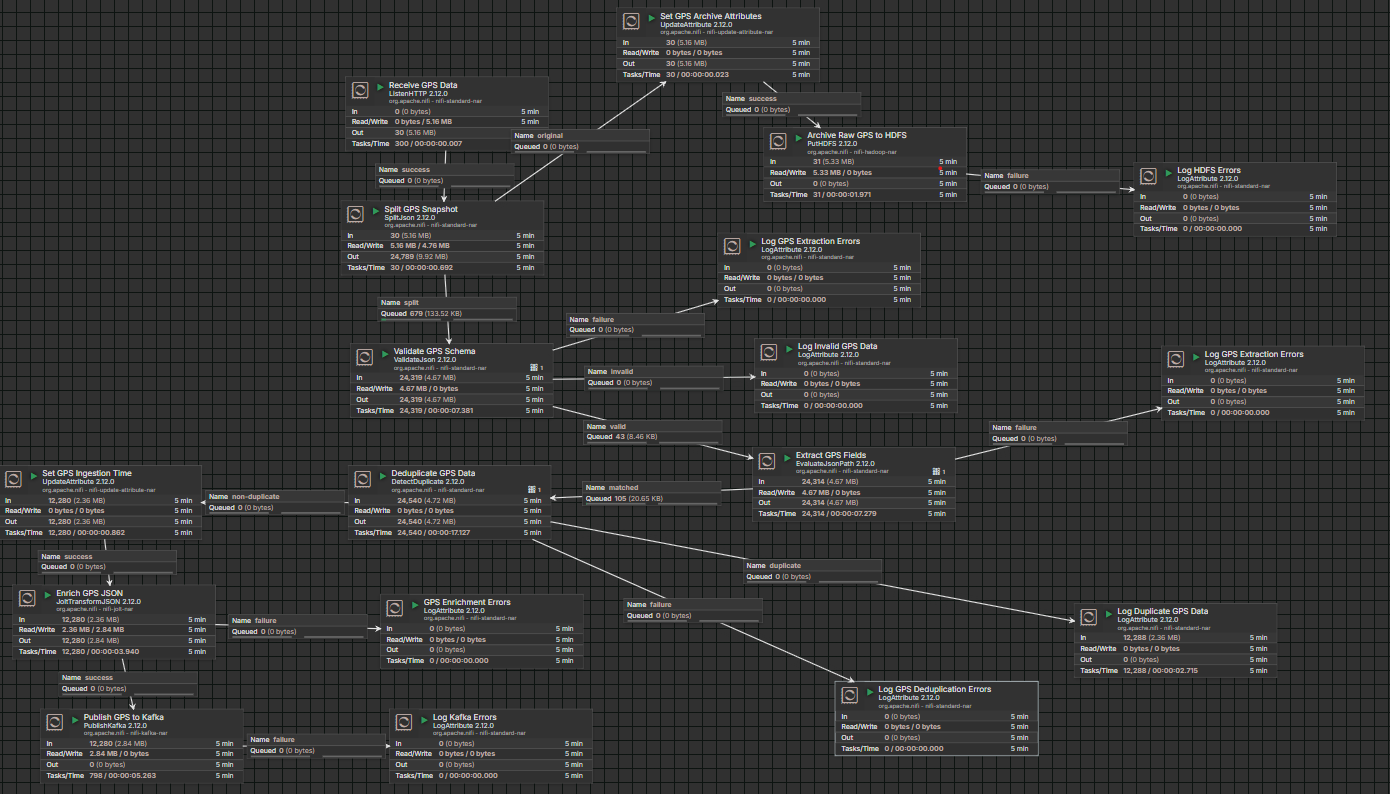 Set GPS Archive Attributes
UpdateAttribute 2.12.0
org.apache.nifi - nifi-update-attribute-nar
In 30 (5.16 MB) 5 min
Read/Write 0 bytes / 0 bytes 5 min
Out 30 (5.16 MB) 5 min
Tasks/Time 30 / 00:00:00.023 5 min
Receive GPS Data
ListenHTTP 2.12.0
org.apache.nifi - nifi-standard-nar
In 0 (0 bytes) 5 min
Read/Write 0 bytes / 5.16 MB 5 min
Out 30 (5.16 MB) 5 min
Tasks/Time 300 / 00:00:00.007 5 min
Name success
Queued 0 (0 bytes)
Name original
Queued 0 (0 bytes)
Archive Raw GPS to HDFS
PutHDFS 2.12.0
org.apache.nifi - nifi-hadoop-nar
In 31 (5.33 MB) 5 min
Read/Write 5.33 MB / 0 bytes 5 min
Out 0 (0 bytes) 5 min
Tasks/Time 31 / 00:00:01.971 5 min
Name failure
Queued 0 (0 bytes)
Log HDFS Errors
LogAttribute 2.12.0
org.apache.nifi - nifi-standard-nar
In 0 (0 bytes) 5 min
Read/Write 0 bytes / 0 bytes 5 min
Out 0 (0 bytes) 5 min
Tasks/Time 0 / 00:00:00.000 5 min
Name success
Queued 0 (0 bytes)
Split GPS Snapshot
SplitJson 2.12.0
org.apache.nifi - nifi-standard-nar
In 30 (5.16 MB) 5 min
Read/Write 5.16 MB / 4.76 MB 5 min
Out 24,789 (9.92 MB) 5 min
Tasks/Time 30 / 00:00:00.692 5 min
Log GPS Extraction Errors
LogAttribute 2.12.0
org.apache.nifi - nifi-standard-nar
In 0 (0 bytes) 5 min
Read/Write 0 bytes / 0 bytes 5 min
Out 0 (0 bytes) 5 min
Tasks/Time 0 / 00:00:00.000 5 min
Name split
Queued 679 (133.52 KB)
Name failure
Queued 0 (0 bytes)
Validate GPS Schema
ValidateJson 2.12.0
org.apache.nifi - nifi-standard-nar
1
In 24,319 (4.67 MB) 5 min
Read/Write 4.67 MB / 0 bytes 5 min
Out 24,319 (4.67 MB) 5 min
Tasks/Time 24,319 / 00:00:07.381 5 min
Name invalid
Queued 0 (0 bytes)
Log Invalid GPS Data
LogAttribute 2.12.0
org.apache.nifi - nifi-standard-nar
In 0 (0 bytes) 5 min
Read/Write 0 bytes / 0 bytes 5 min
Out 0 (0 bytes) 5 min
Tasks/Time 0 / 00:00:00.000 5 min
Log GPS Extraction Errors
LogAttribute 2.12.0
org.apache.nifi - nifi-standard-nar
In 0 (0 bytes) 5 min
Read/Write 0 bytes / 0 bytes 5 min
Out 0 (0 bytes) 5 min
Tasks/Time 0 / 00:00:00.000 5 min
Name valid
Queued 43 (8.46 KB)
Name failure
Queued 0 (0 bytes)
Extract GPS Fields
EvaluateJsonPath 2.12.0
org.apache.nifi - nifi-standard-nar
1
In 24,314 (4.67 MB) 5 min
Read/Write 4.67 MB / 0 bytes 5 min
Out 24,314 (4.67 MB) 5 min
Tasks/Time 24,314 / 00:00:07.279 5 min
Name matched
Queued 105 (20.65 KB)
Deduplicate GPS Data
DetectDuplicate 2.12.0
org.apache.nifi - nifi-standard-nar
1
In 24,540 (4.72 MB) 5 min
Read/Write 0 bytes / 0 bytes 5 min
Out 24,540 (4.72 MB) 5 min
Tasks/Time 24,540 / 00:00:17.127 5 min
Name non-duplicate
Queued 0 (0 bytes)
Set GPS Ingestion Time
UpdateAttribute 2.12.0
org.apache.nifi - nifi-update-attribute-nar
In 12,280 (2.36 MB) 5 min
Read/Write 0 bytes / 0 bytes 5 min
Out 12,280 (2.36 MB) 5 min
Tasks/Time 12,280 / 00:00:00.862 5 min
Name success
Queued 0 (0 bytes)
Name duplicate
Queued 0 (0 bytes)
Name failure
Queued 0 (0 bytes)
Enrich GPS JSON
JoltTransformJSON 2.12.0
org.apache.nifi - nifi-jolt-nar
In 12,280 (2.36 MB) 5 min
Read/Write 2.36 MB / 2.84 MB 5 min
Out 12,280 (2.84 MB) 5 min
Tasks/Time 12,280 / 00:00:03.940 5 min
Name failure
Queued 0 (0 bytes)
GPS Enrichment Errors
LogAttribute 2.12.0
org.apache.nifi - nifi-standard-nar
In 0 (0 bytes) 5 min
Read/Write 0 bytes / 0 bytes 5 min
Out 0 (0 bytes) 5 min
Tasks/Time 0 / 00:00:00.000 5 min
Log Duplicate GPS Data
LogAttribute 2.12.0
org.apache.nifi - nifi-standard-nar
In 12,288 (2.36 MB) 5 min
Read/Write 0 bytes / 0 bytes 5 min
Out 0 (0 bytes) 5 min
Tasks/Time 12,288 / 00:00:02.715 5 min
Name success
Queued 0 (0 bytes)
Log GPS Deduplication Errors
LogAttribute 2.12.0
org.apache.nifi - nifi-standard-nar
In 0 (0 bytes) 5 min
Read/Write 0 bytes / 0 bytes 5 min
Out 0 (0 bytes) 5 min
Tasks/Time 0 / 00:00:00.000 5 min
Publish GPS to Kafka
PublishKafka 2.12.0
org.apache.nifi - nifi-kafka-nar
In 12,280 (2.84 MB) 5 min
Read/Write 2.84 MB / 0 bytes 5 min
Out 0 (0 bytes) 5 min
Tasks/Time 798 / 00:00:05.263 5 min
Name failure
Queued 0 (0 bytes)
Log Kafka Errors
LogAttribute 2.12.0
org.apache.nifi - nifi-standard-nar
In 0 (0 bytes) 5 min
Read/Write 0 bytes / 0 bytes 5 min
Out 0 (0 bytes) 5 min
Tasks/Time 0 / 00:00:00.000 5 min